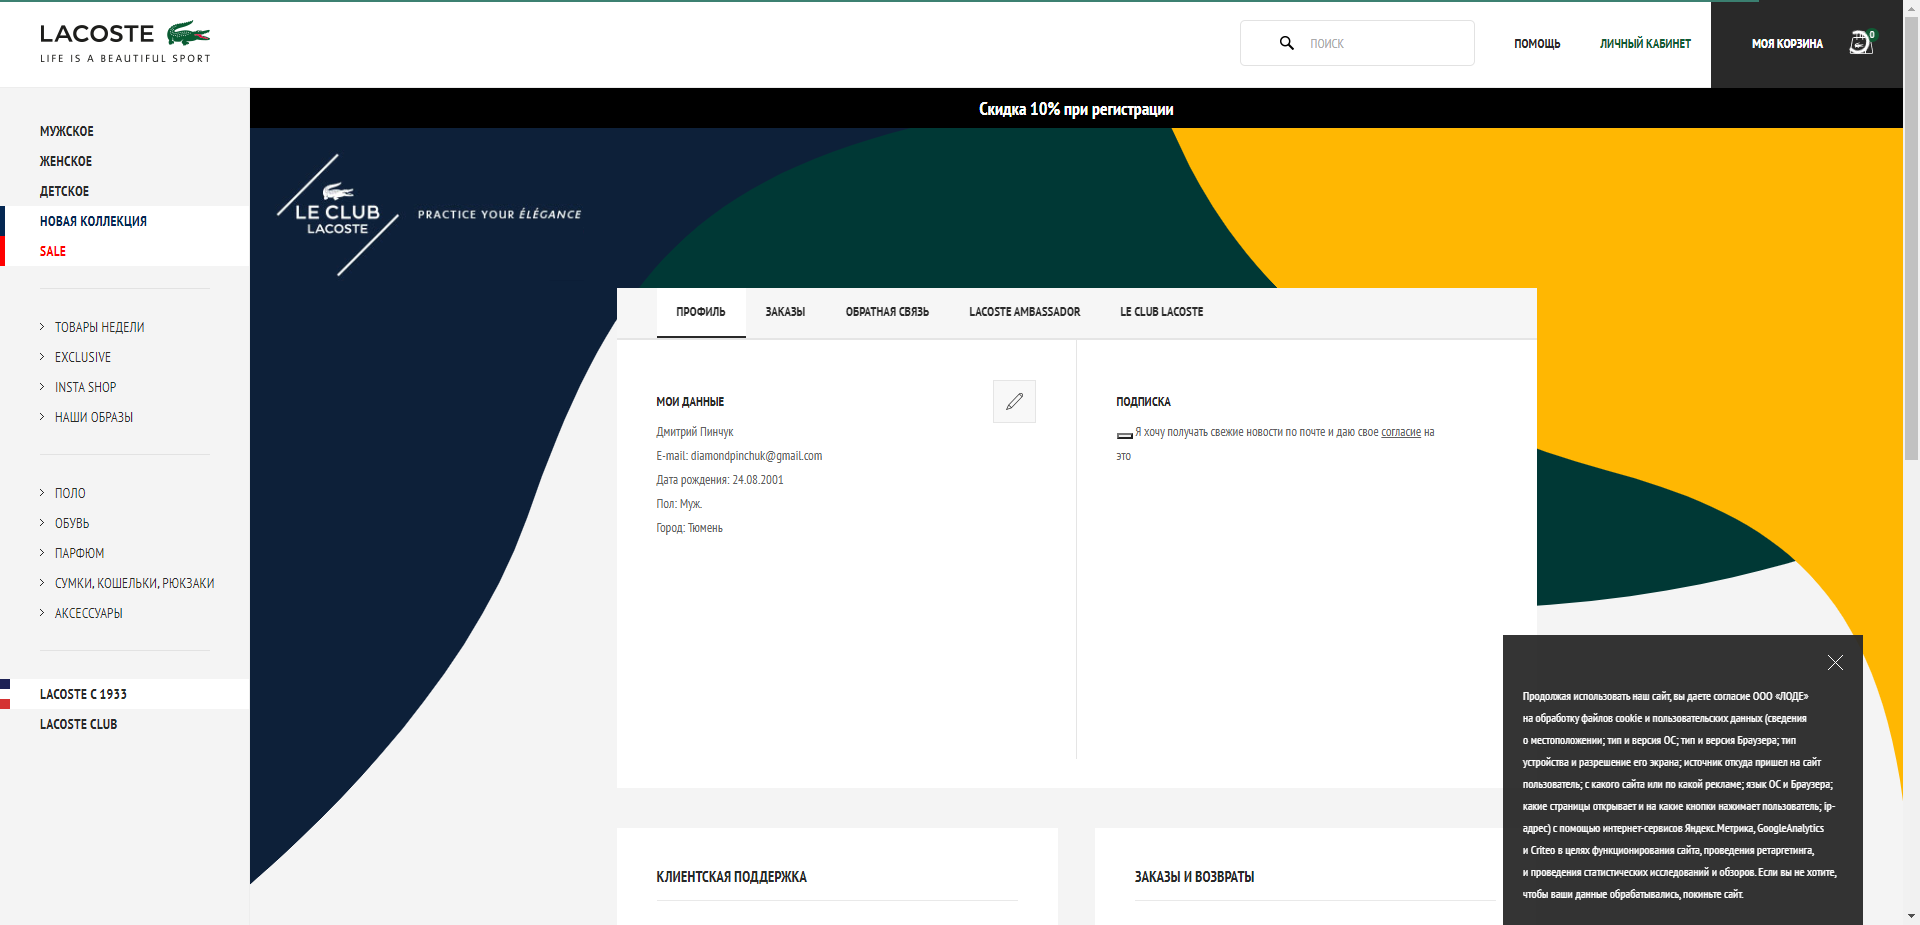 LACOSTE
LIFE IS A BEAUTIFUL SPORT
ПОИСК
ПОМОЩЬ
ЛИЧНЫЙ КАБИНЕТ
МОЯ КОРЗИНА
0
МУЖСКОЕ
ЖЕНСКОЕ
ДЕТСКОЕ
НОВАЯ КОЛЛЕКЦИЯ
SALE
ТОВАРЫ НЕДЕЛИ
EXCLUSIVE
INSTA SHOP
НАШИ ОБРАЗЫ
ПОЛО
ОБУВЬ
ПАРФЮМ
СУМКИ, КОШЕЛЬКИ, РЮКЗАКИ
АКСЕССУАРЫ
LACOSTE С 1933
LACOSTE CLUB
Скидка 10% при регистрации
LE CLUB
LACOSTE
PRACTICE YOUR ÉLÉGANCE
ПРОФИЛЬ
ЗАКАЗЫ
ОБРАТНАЯ СВЯЗЬ
LACOSTE AMBASSADOR
LE CLUB LACOSTE
МОИ ДАННЫЕ
Дмитрий Пинчук
E-mail: diamondpinchuk@gmail.com
Дата рождения: 24.08.2001
Пол: Муж.
Город: Тюмень
ПОДПИСКА
Я хочу получать свежие новости по почте и даю свое согласие на
это
КЛИЕНТСКАЯ ПОДДЕРЖКА
ЗАКАЗЫ И ВОЗВРАТЫ
Продолжая использовать наш сайт, вы даете согласие ООО «ЛОДЕ»
на обработку файлов cookie и пользовательских данных (сведения
о местоположении; тип и версия ОС; тип и версия Браузера; тип
устройства и разрешение его экрана; источник откуда пришел на сайт
пользователь; с какого сайта или по какой рекламе; язык ОС и Браузера;
какие страницы открывает и на какие кнопки нажимает пользователь; ip-
адрес) с помощью интернет-сервисов Яндекс.Метрика, GoogleAnalytics
и Criteo в целях функционирования сайта, проведения ретаргетинга,
и проведения статистических исследований и обзоров. Если вы не хотите,
чтобы ваши данные обрабатывались, покиньте сайт.